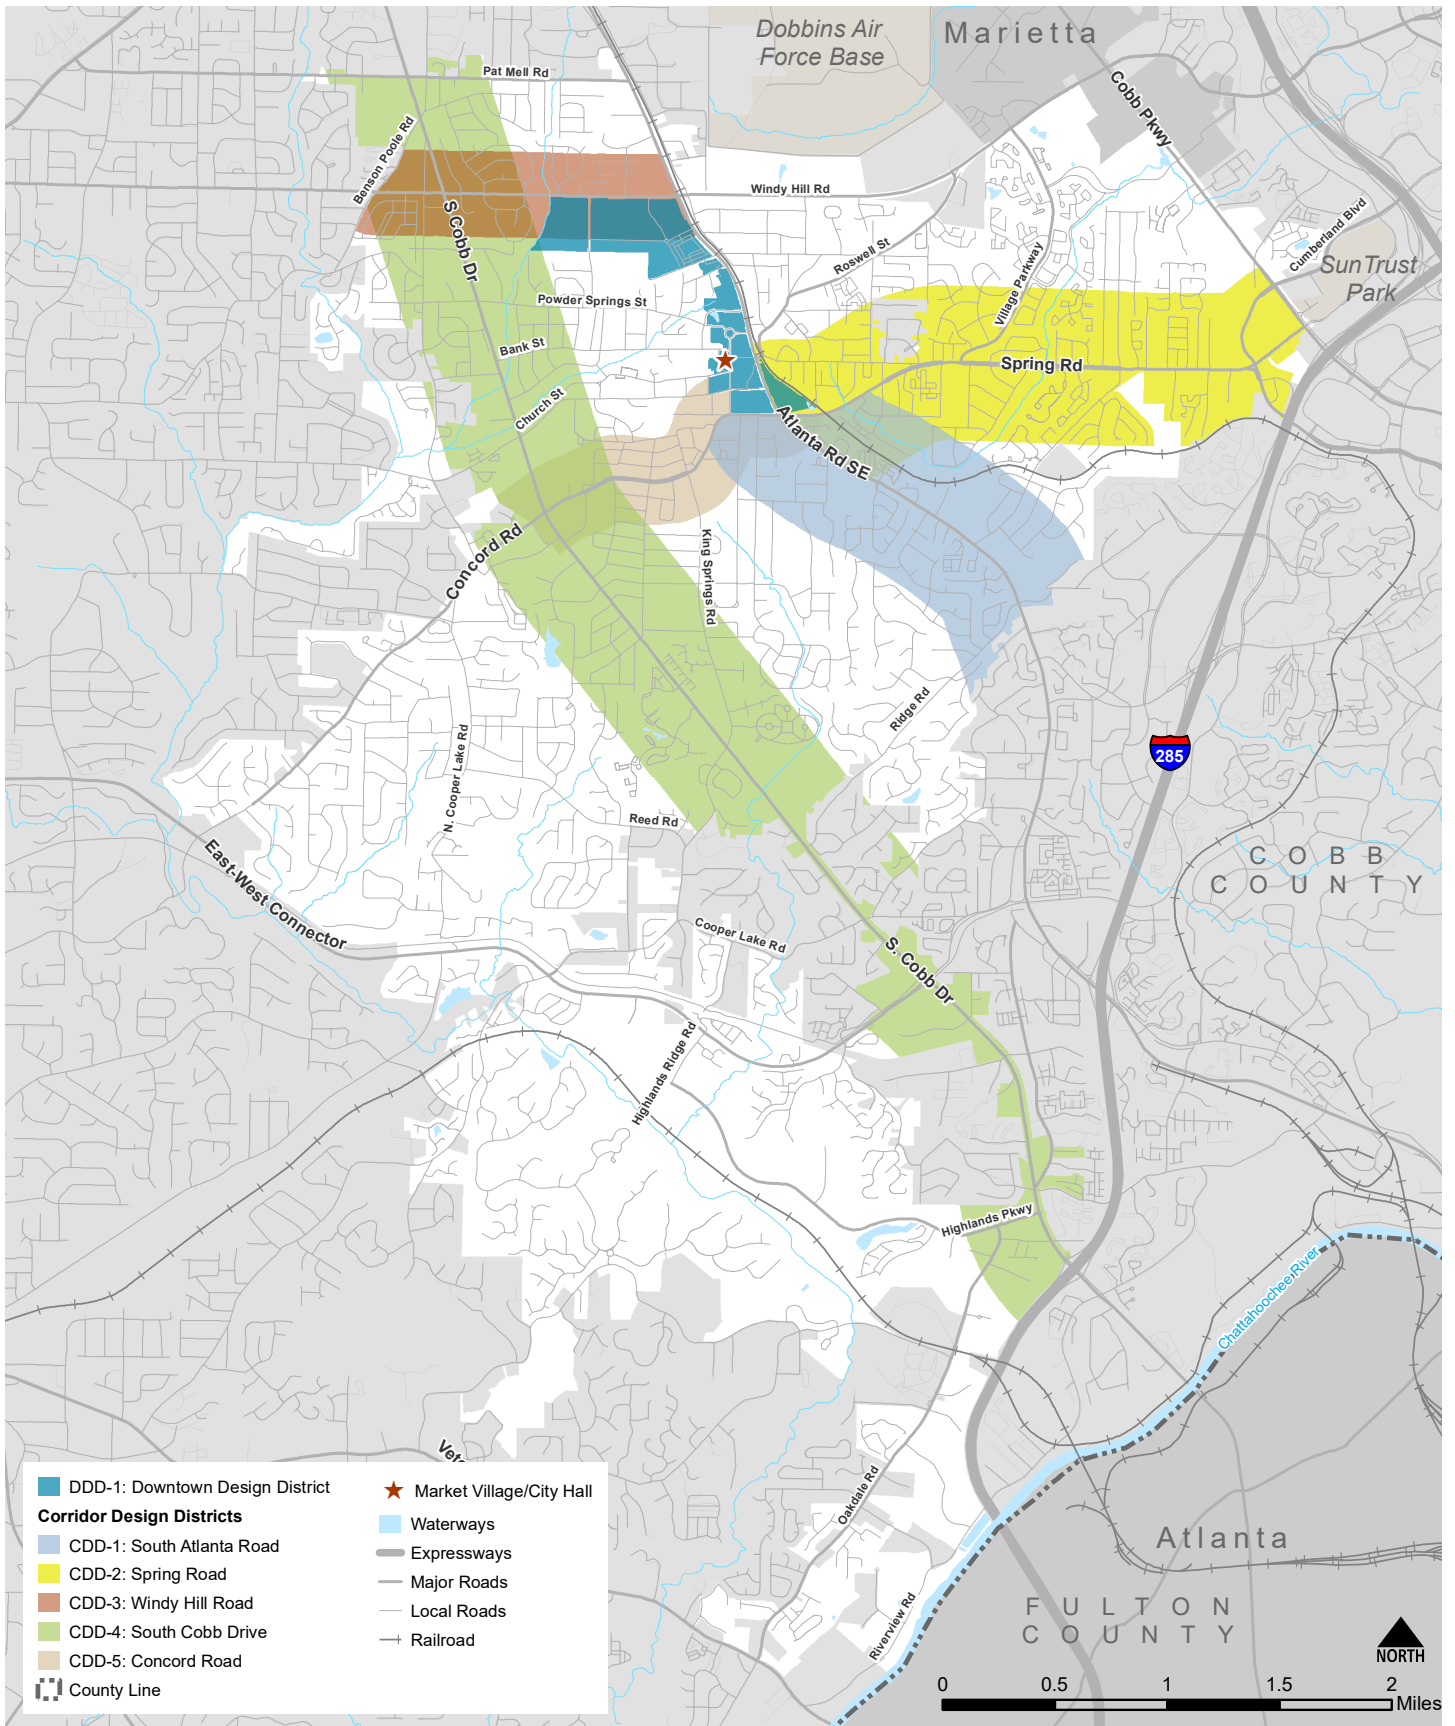 Dobbins Air
Force Base
Marietta
Pat Mell Rd
Cobb Pkwy
Benson Poole Rd
Windy Hill Rd
S Cobb Dr
Roswell St
Cumberland Blvd
SunTrust
Park
Village Parkway
Powder Springs St
Bank St
Spring Rd
Church St
Atlanta Rd SE
Concord Rd
King Springs Rd
Ridge Rd
N. Cooper Lake Rd
285
Reed Rd
COBB
COUNTY
East-West Connector
Cooper Lake Rd
S. Cobb Dr
Highlands Ridge Rd
Highlands Pkwy
Chattahoochee River
Oakdale Rd
Riverview Rd
Atlanta
FULTON
COUNTY
DDD-1: Downtown Design District
Corridor Design Districts
CDD-1: South Atlanta Road
CDD-2: Spring Road
CDD-3: Windy Hill Road
CDD-4: South Cobb Drive
CDD-5: Concord Road
County Line
Market Village/City Hall
Waterways
Expressways
Major Roads
Local Roads
Railroad
NORTH
0 0.5 1 1.5 2
Miles